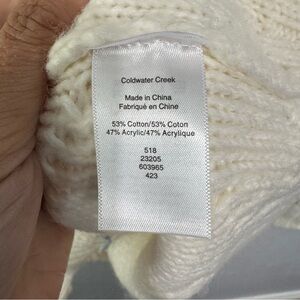 Coldwater Creek
Made in China
Fabriqué en Chine
53% Cotton/53% Coton
47% Acrylic/47% Acrylique
518
23205
603965
423